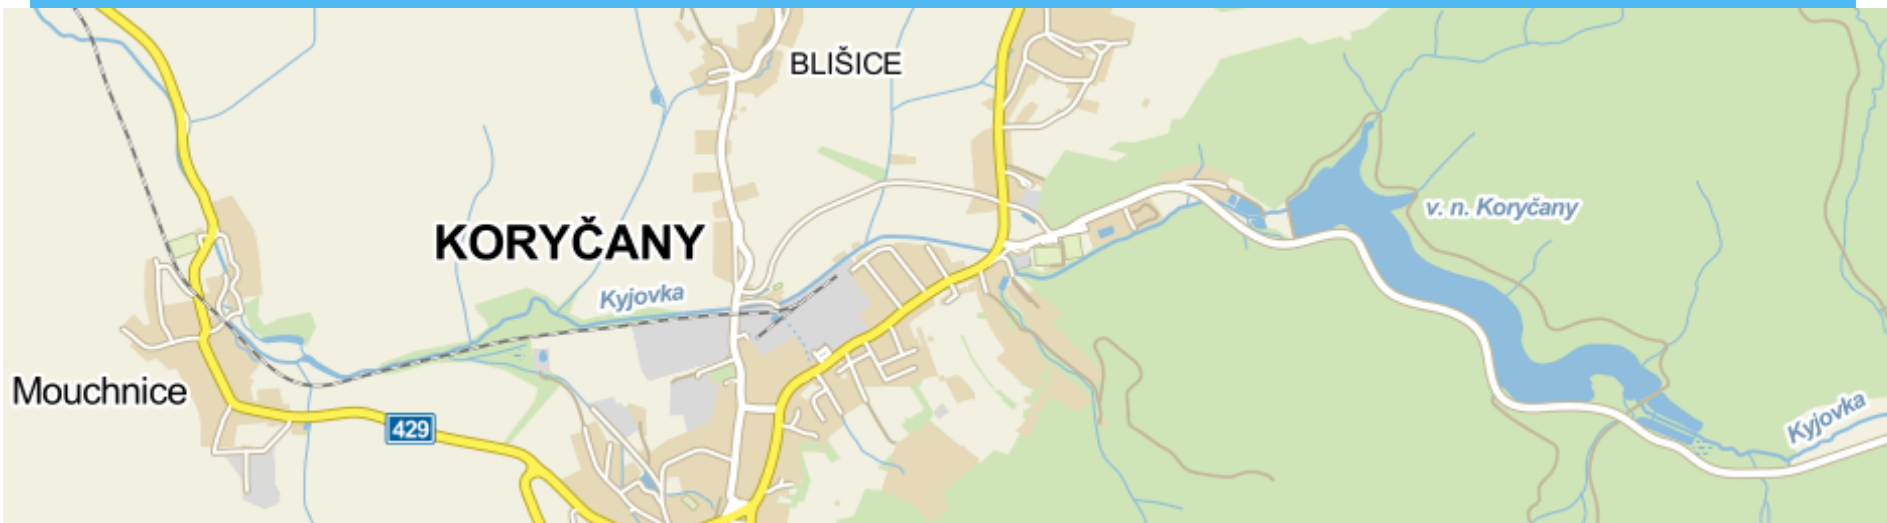 BLIŠICE
v. n. Koryčany
KORYČANY
Kyjovka
Mouchnice
429
Kyjovka